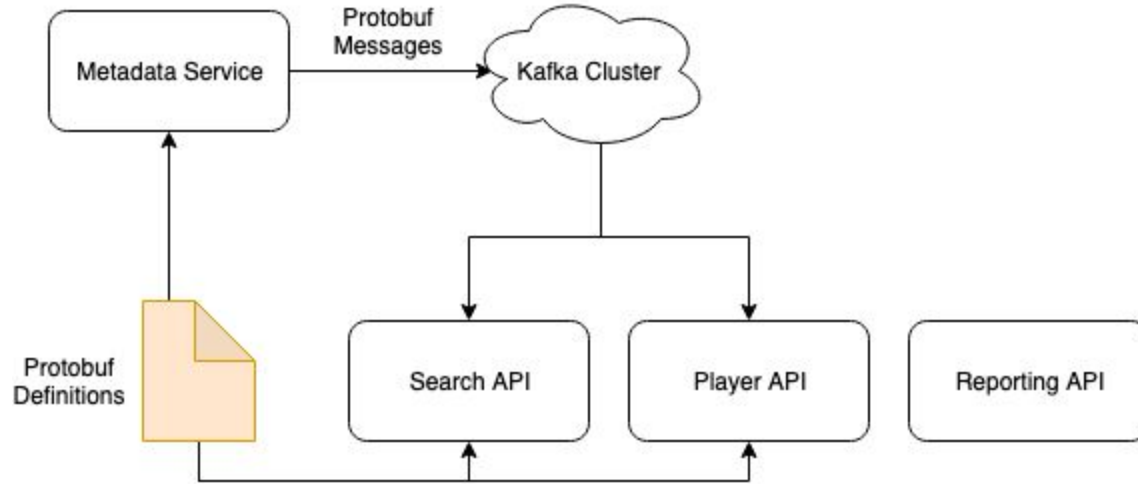 Protobuf
Messages
Metadata Service
Kafka Cluster
Protobuf
Definitions
Search API
Player API
Reporting API